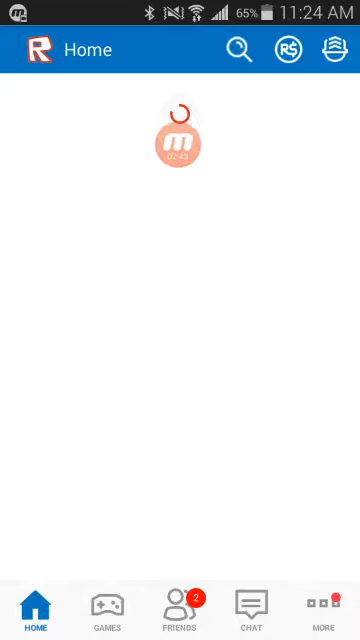 65% 11:24 AM
R Home R$
m
02:43
2
HOME GAMES FRIENDS CHAT MORE